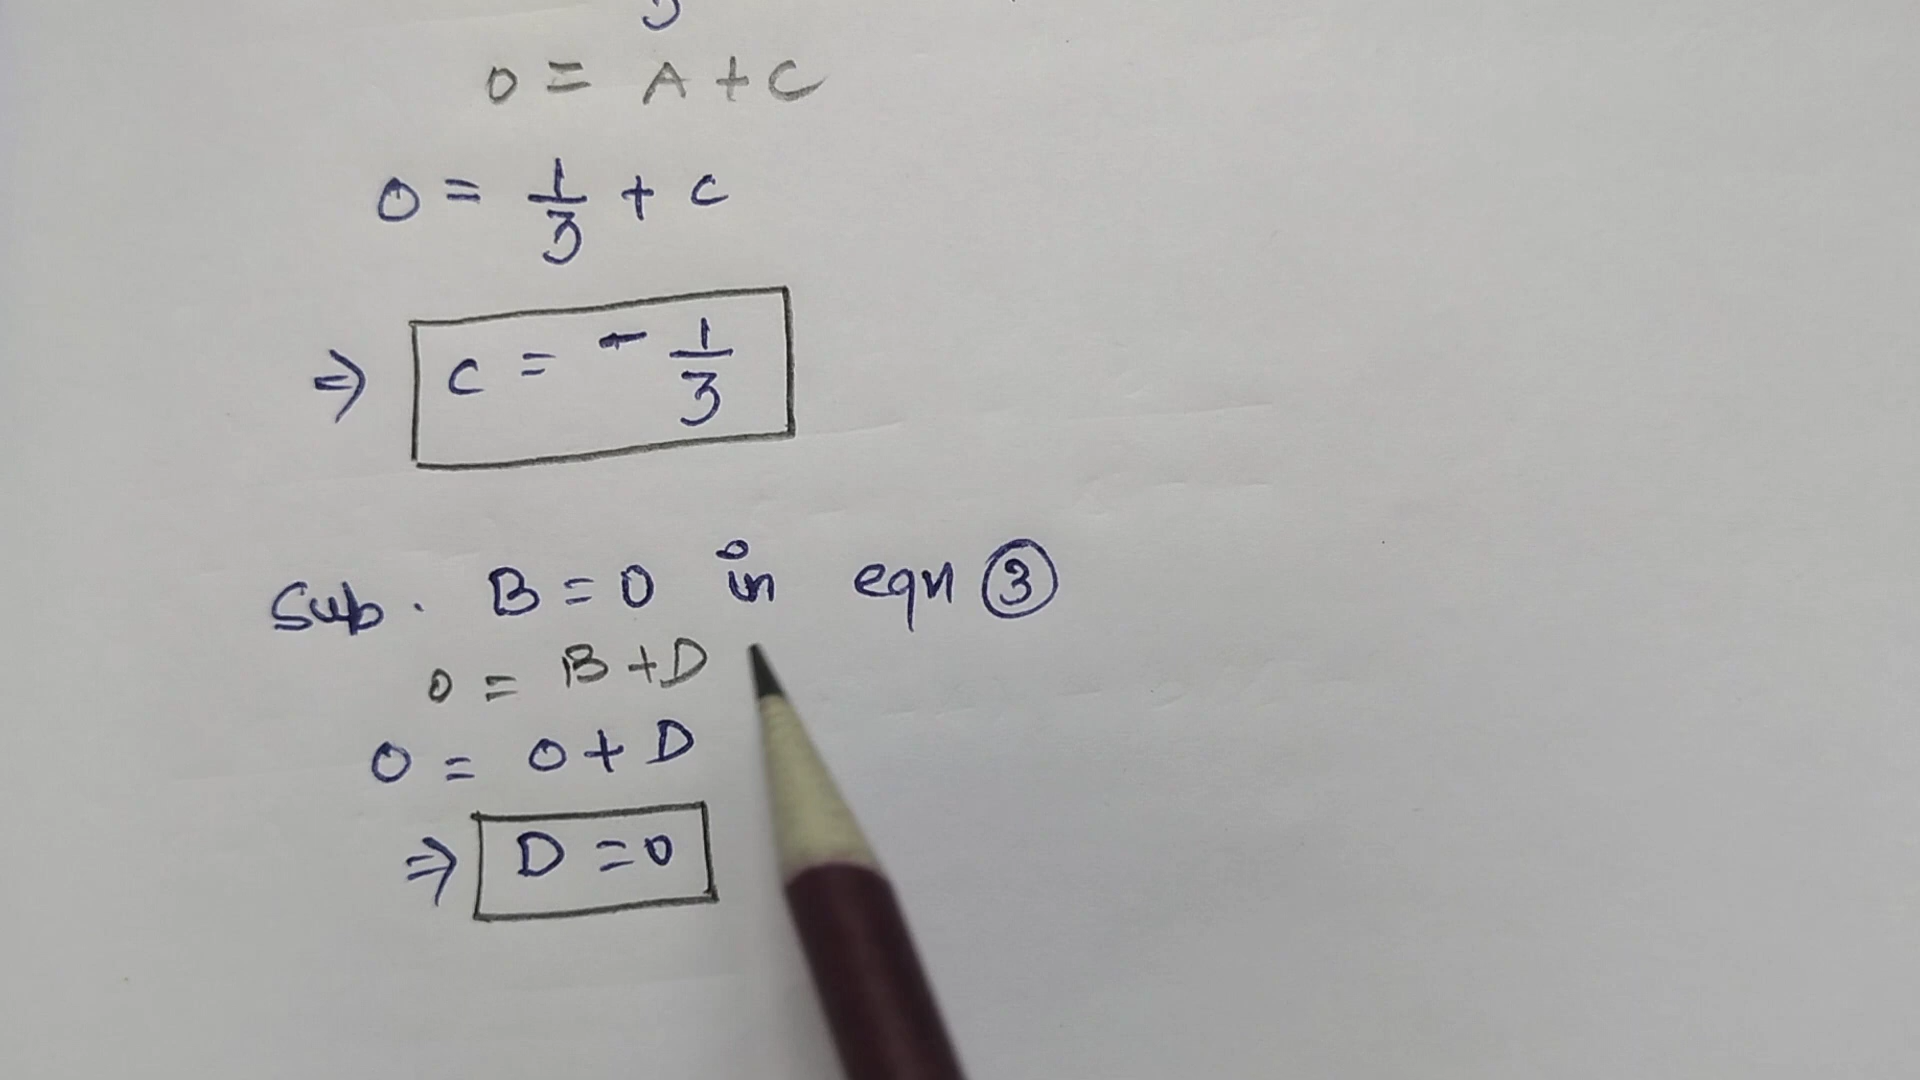 0 = A + C
0 = 1/3 + c
⇒ c = - 1/3
Sub. B = 0 in eqn ③
0 = B + D
0 = 0 + D
⇒ D = 0